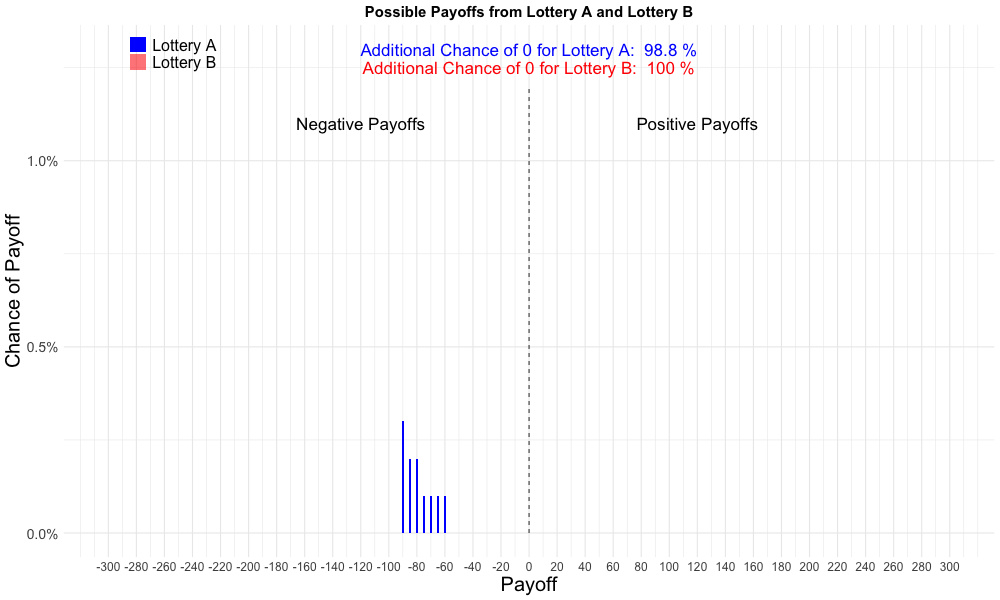 Possible Payoffs from Lottery A and Lottery B
Lottery A
Lottery B
Additional Chance of 0 for Lottery A:  98.8 %
Additional Chance of 0 for Lottery B:  100 %
Negative Payoffs
Positive Payoffs
Chance of Payoff
1.0%
0.5%
0.0%
-300 -280 -260 -240 -220 -200 -180 -160 -140 -120 -100 -80 -60 -40 -20 0 20 40 60 80 100 120 140 160 180 200 220 240 260 280 300
Payoff